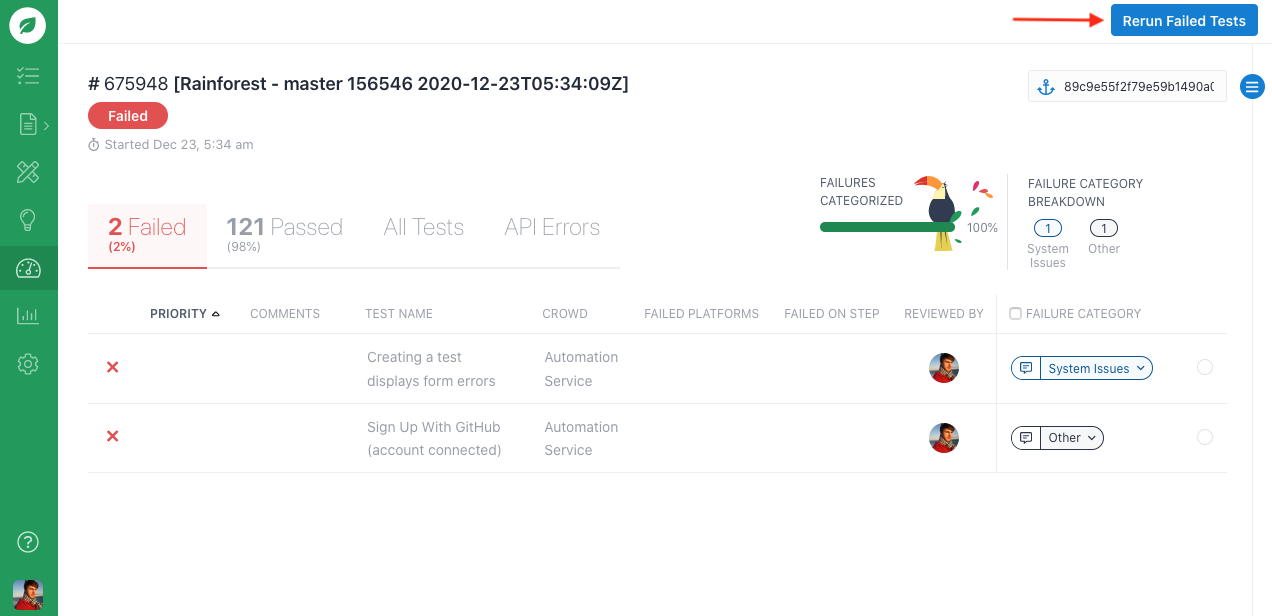 Rerun Failed Tests
# 675948 [Rainforest - master 156546 2020-12-23T05:34:09Z]
89c9e55f2f79e59b1490a
Failed
Started Dec 23, 5:34 am
FAILURES
CATEGORIZED
100%
FAILURE CATEGORY
BREAKDOWN
1
System
Issues
1
Other
2 Failed
(2%)
121 Passed
(98%)
All Tests
API Errors
PRIORITY COMMENTS TEST NAME CROWD FAILED PLATFORMS FAILED ON STEP REVIEWED BY FAILURE CATEGORY
Creating a test
displays form errors
Automation
Service
System Issues
Sign Up With GitHub
(account connected)
Automation
Service
Other
?